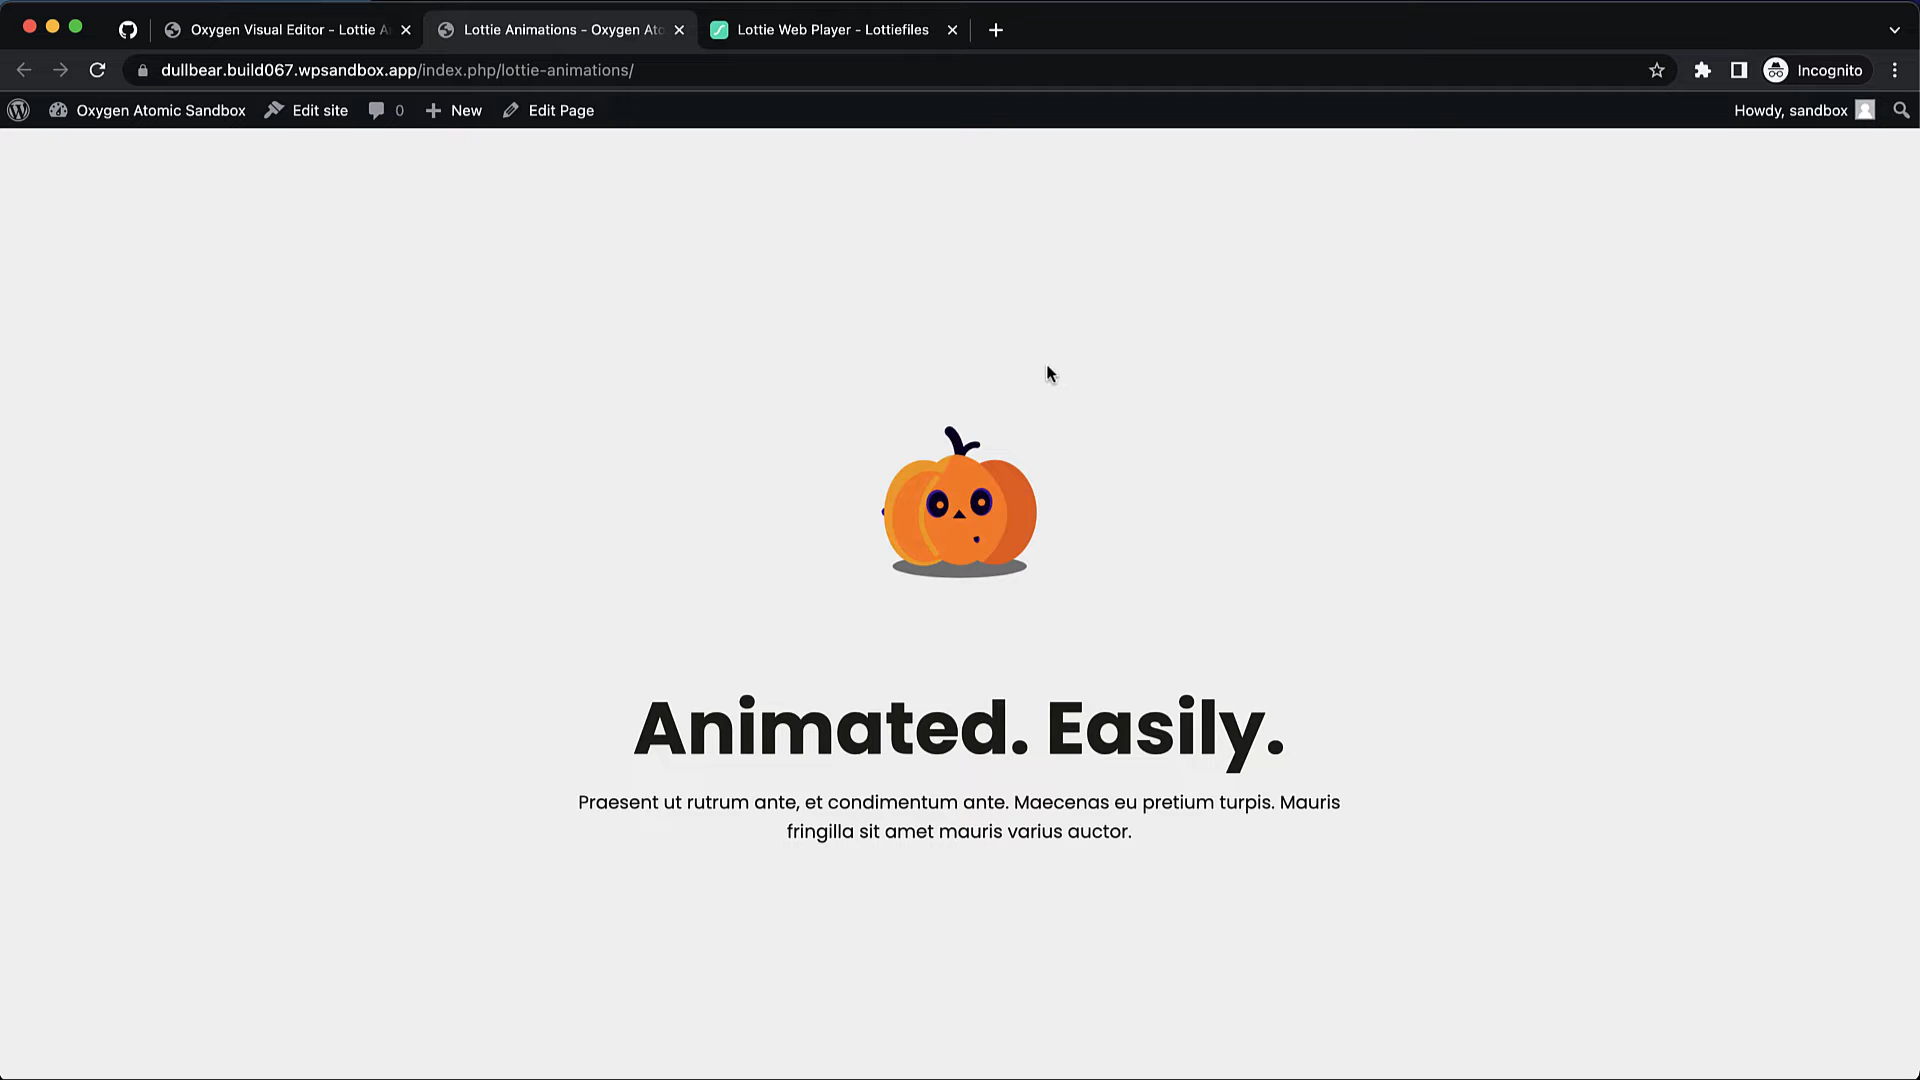 Oxygen Visual Editor - Lottie A
Lottie Animations - Oxygen Ato
Lottie Web Player - Lottiefiles
dullbear.build067.wpsandbox.app/index.php/lottie-animations/
Incognito
Oxygen Atomic Sandbox
Edit site
0
New
Edit Page
Howdy, sandbox
Animated. Easily.
Praesent ut rutrum ante, et condimentum ante. Maecenas eu pretium turpis. Mauris
fringilla sit amet mauris varius auctor.